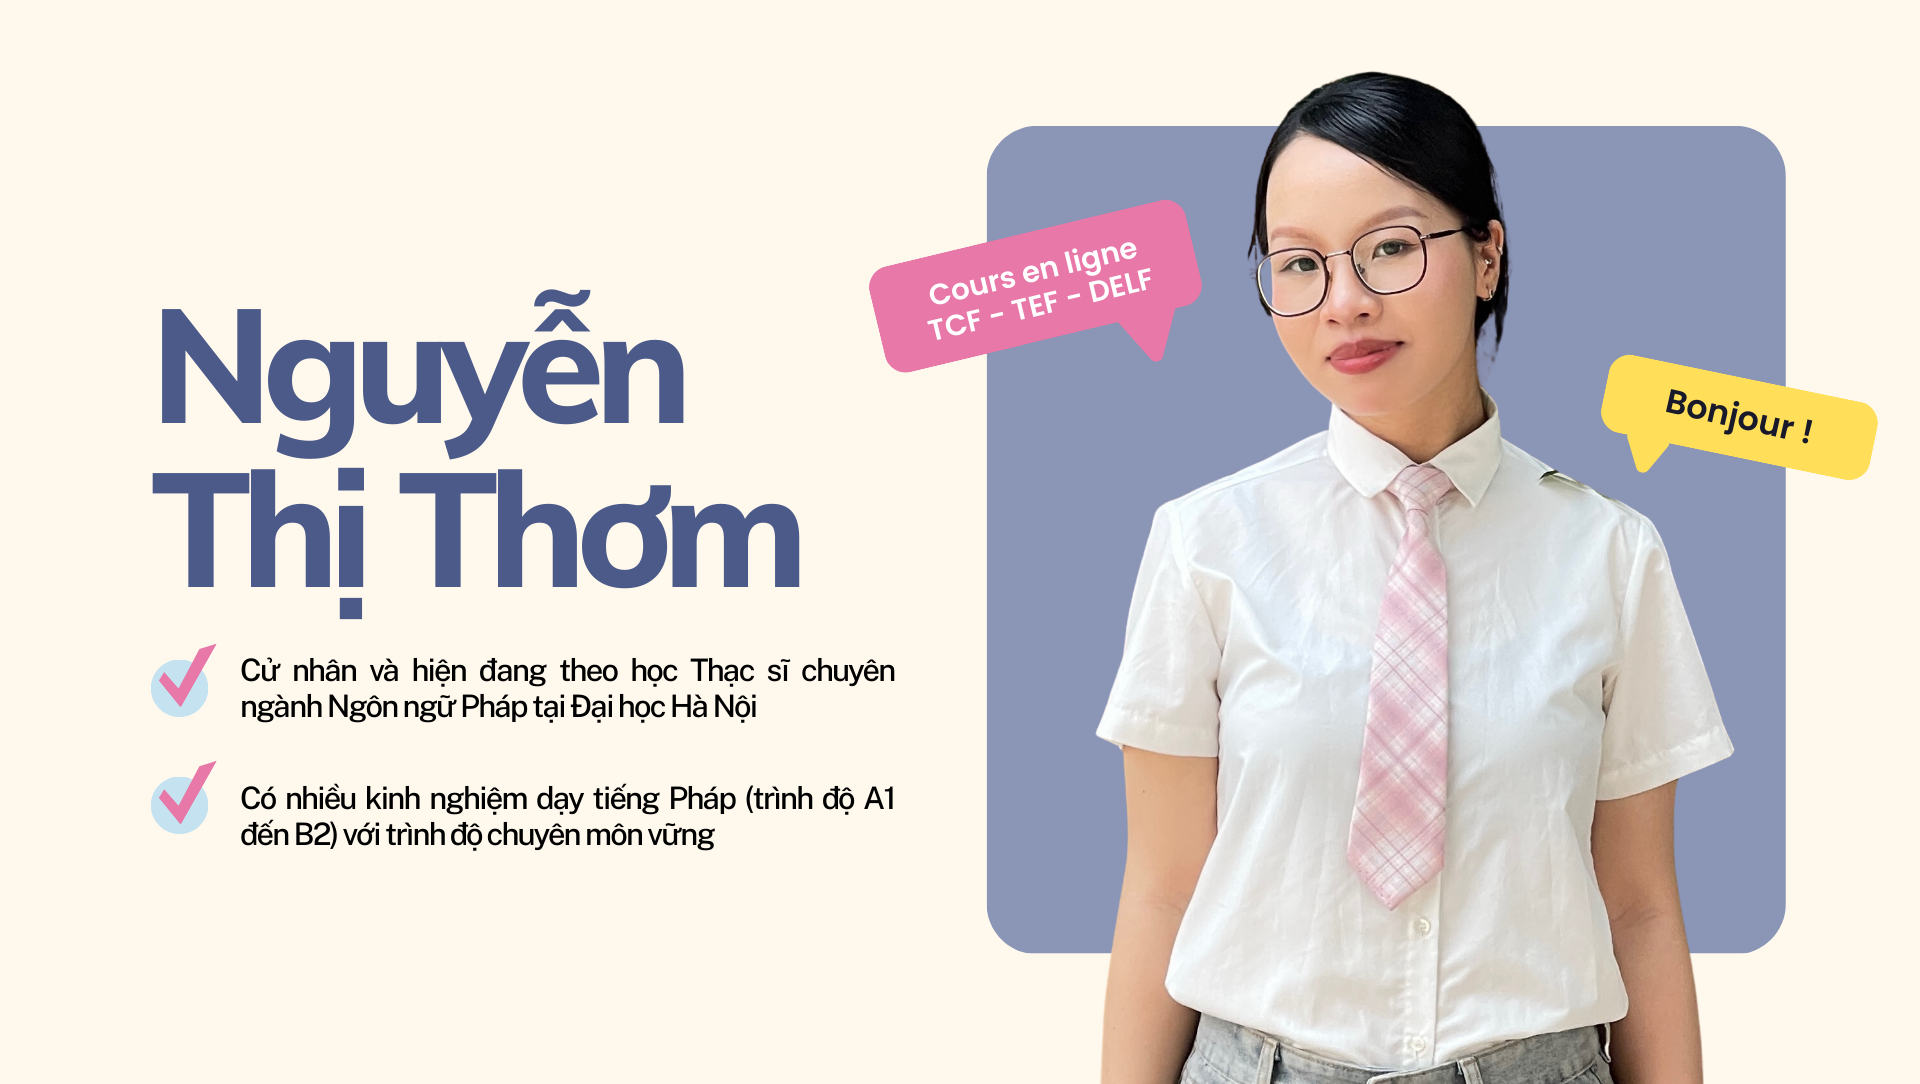 Nguyễn
Thị Thơm
Cử nhân và hiện đang theo học Thạc sĩ chuyên
ngành Ngôn ngữ Pháp tại Đại học Hà Nội
Có nhiều kinh nghiệm dạy tiếng Pháp (trình độ A1
đến B2) với trình độ chuyên môn vững
Cours en ligne
TCF - TEF - DELF
Bonjour !